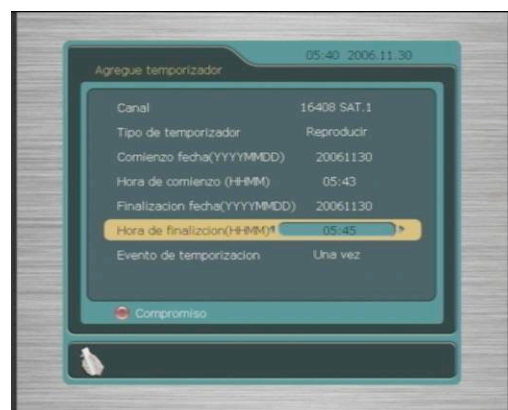 05:40 2006.11.30
Agregue temporizador
Canal 16408 SAT.1
Tipo de temporizador Reproducir
Comienzo fecha(YYYYMMDD) 20061130
Hora de comienzo (HHMM) 05:43
Finalizacion fecha(YYYYMMDD) 20061130
Hora de finalizcion(HHMM) 05:45
Evento de temporizacion Una vez
Compromiso